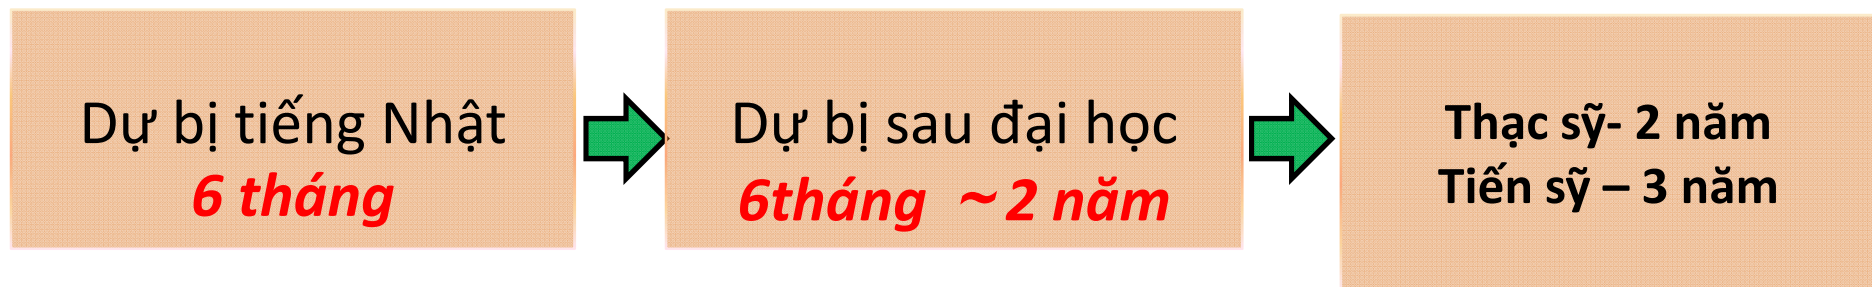 Dự bị tiếng Nhật
6 tháng
Dự bị sau đại học
6tháng ~2 năm
Thạc sỹ- 2 năm
Tiến sỹ – 3 năm